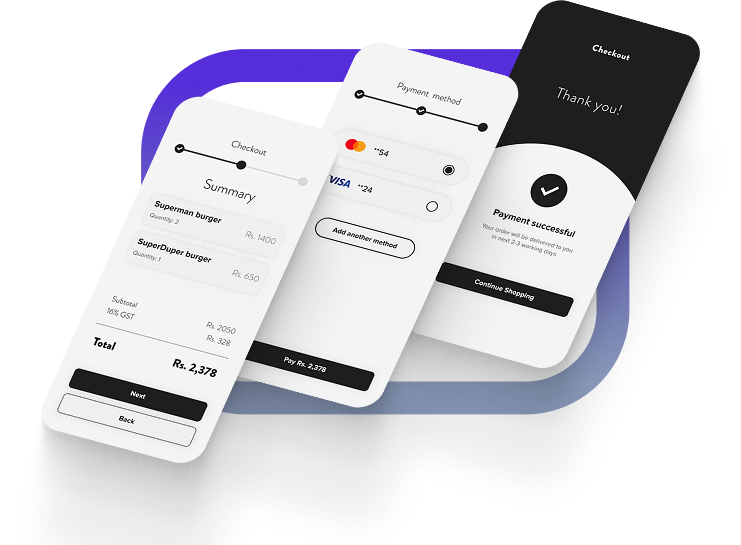 Checkout
Summary
Superman burger
Quantity: 2
Rs. 1400
SuperDuper burger
Quantity: 1
Rs. 650
Subtotal
Rs. 2050
16% GST
Rs. 328
Total
Rs. 2,378
Next
Back
Payment method
**54
VISA **24
Add another method
Pay Rs. 2,378
Checkout
Thank you!
Payment successful
Your order will be delivered to you
in next 2-3 working days
Continue Shopping